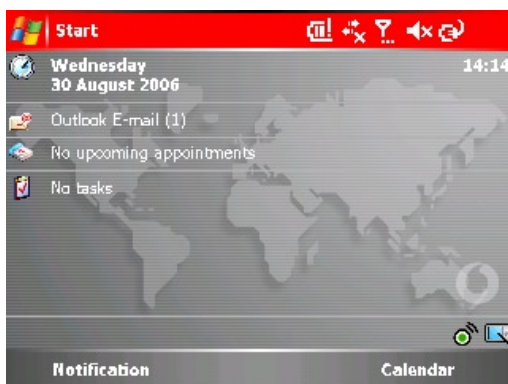 Start
Wednesday 14:14
30 August 2006
Outlook E-mail (1)
No upcoming appointments
No tasks
Notification Calendar